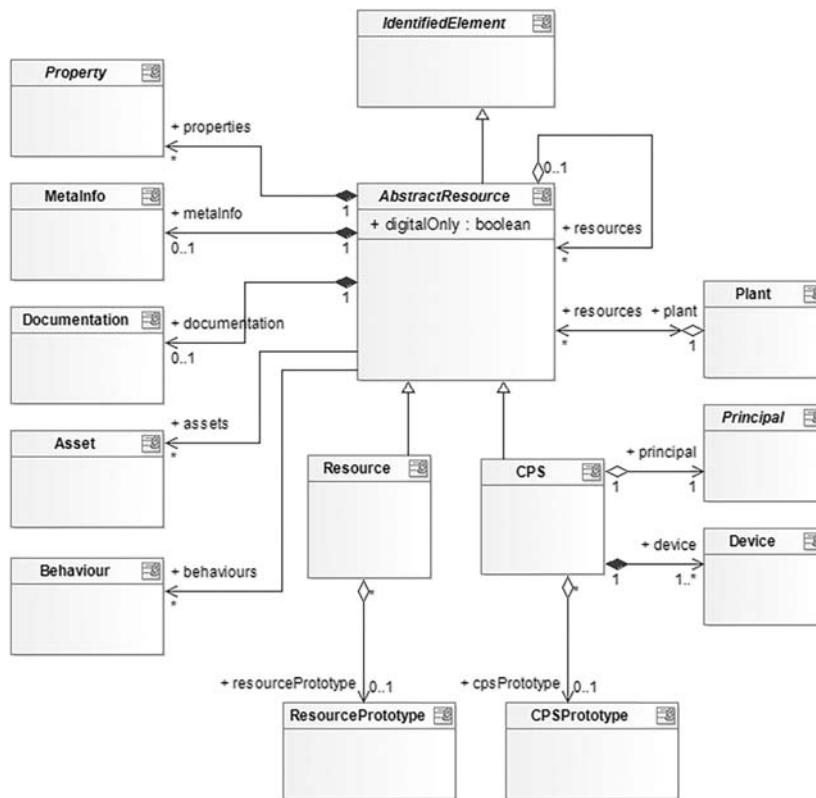 IdentifiedElement
Property
+ properties
*
1
0..1
AbstractResource
+ digitalOnly : boolean
MetaInfo
+ metaInfo
0..1
1
+ resources
*
Documentation
+ documentation
0..1
1
+ resources
*
+ plant
1
Plant
Asset
+ assets
*
Principal
+ principal
1
1
Resource
CPS
Behaviour
+ behaviours
*
Device
+ device
1
1..*
*
*
+ resourcePrototype
0..1
+ cpsPrototype
0..1
ResourcePrototype
CPSPrototype